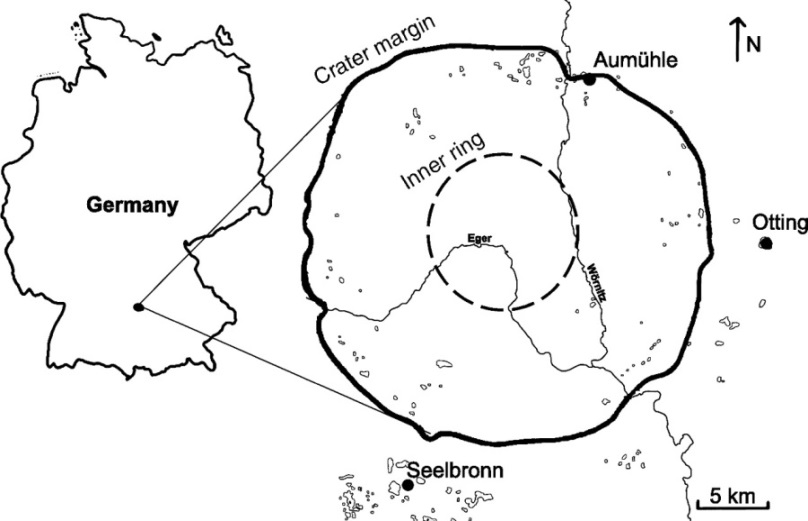 Crater margin
Aumühle
N
Inner ring
Germany
Otting
Eger
Wörnitz
Seelbronn
5 km